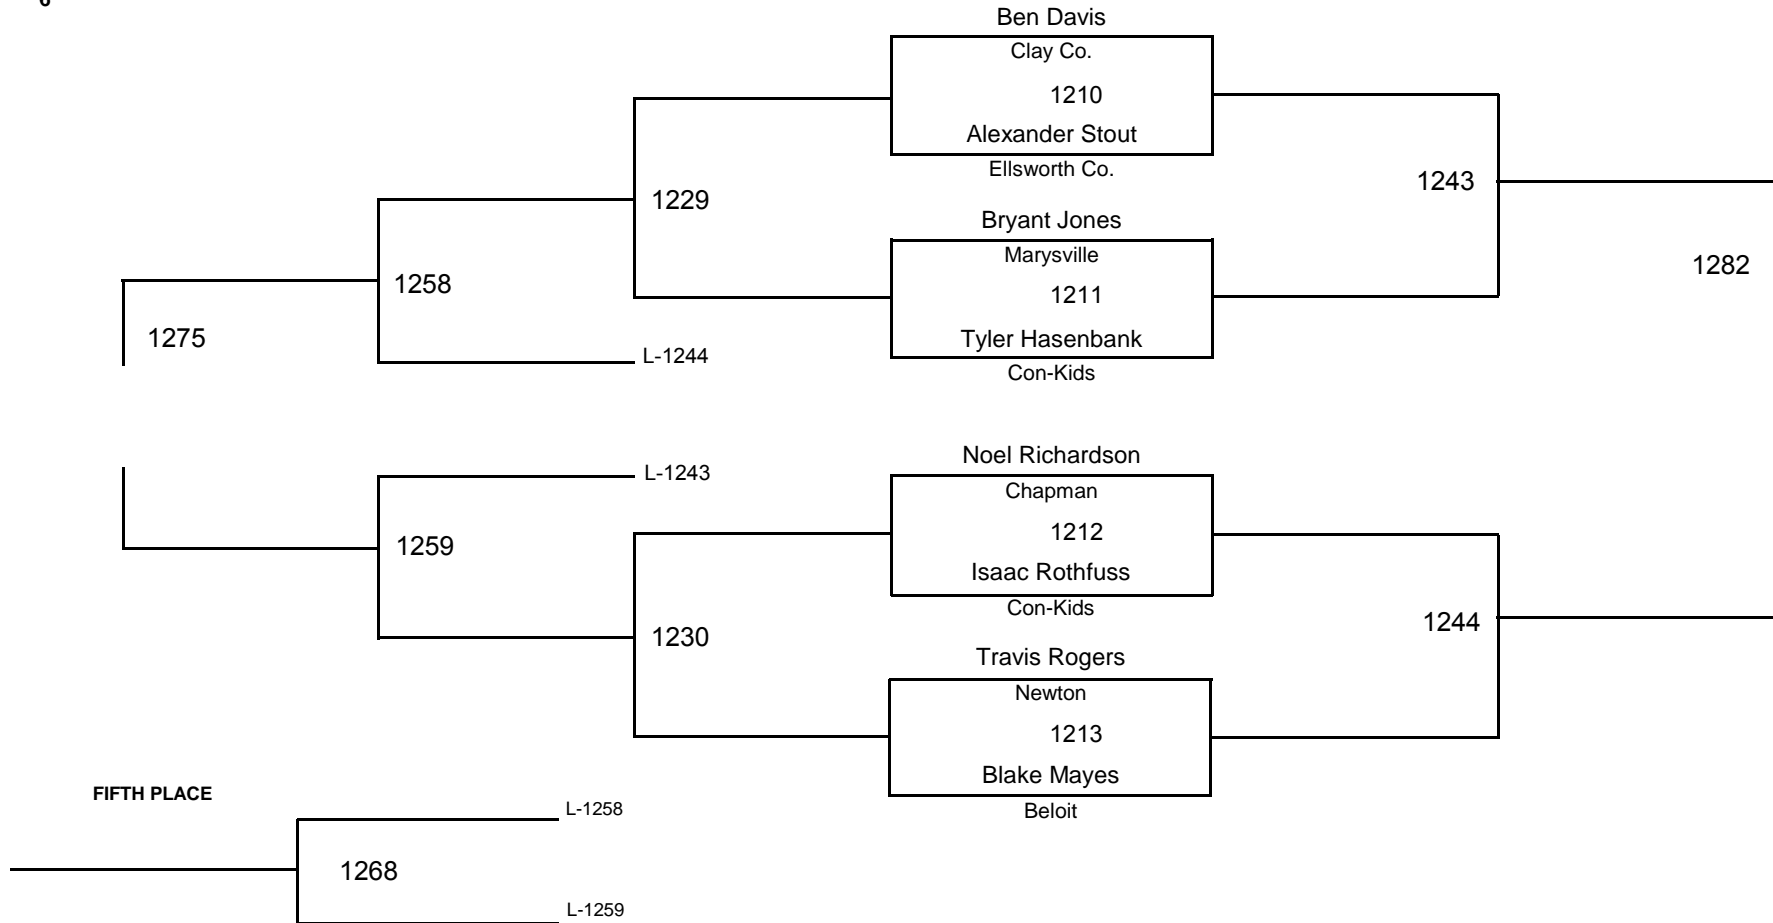 6
Ben Davis
Clay Co.
1210
Alexander Stout
Ellsworth Co.
1243
1229
Bryant Jones
Marysville
1282
1258
1211
1275
Tyler Hasenbank
L-1244
Con-Kids
Noel Richardson
L-1243
Chapman
1212
1259
Isaac Rothfuss
Con-Kids
1244
1230
Travis Rogers
Newton
1213
Blake Mayes
FIFTH PLACE
L-1258
Beloit
1268
L-1259